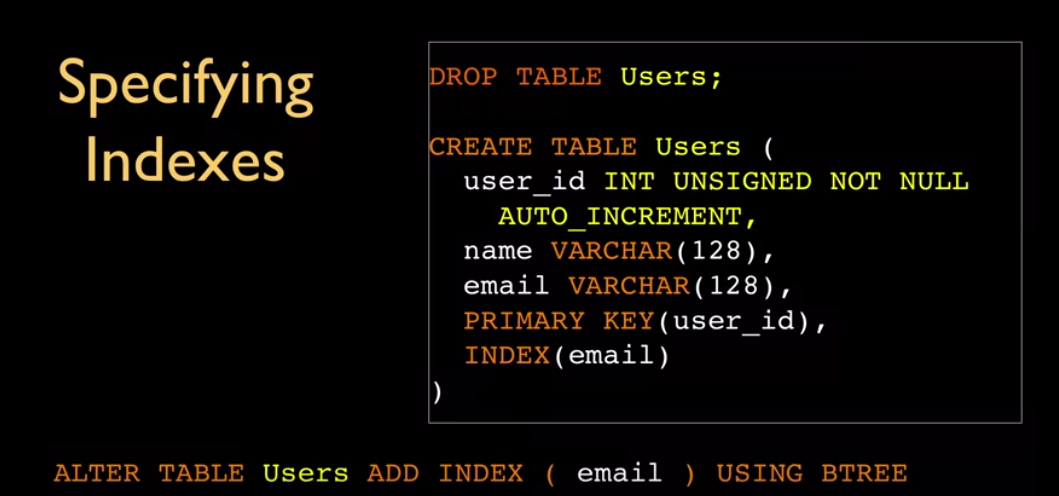 Specifying
Indexes
DROP TABLE Users;
CREATE TABLE Users (
user_id INT UNSIGNED NOT NULL
AUTO_INCREMENT,
name VARCHAR(128),
email VARCHAR(128),
PRIMARY KEY(user_id),
INDEX(email)
)
ALTER TABLE Users ADD INDEX ( email ) USING BTREE